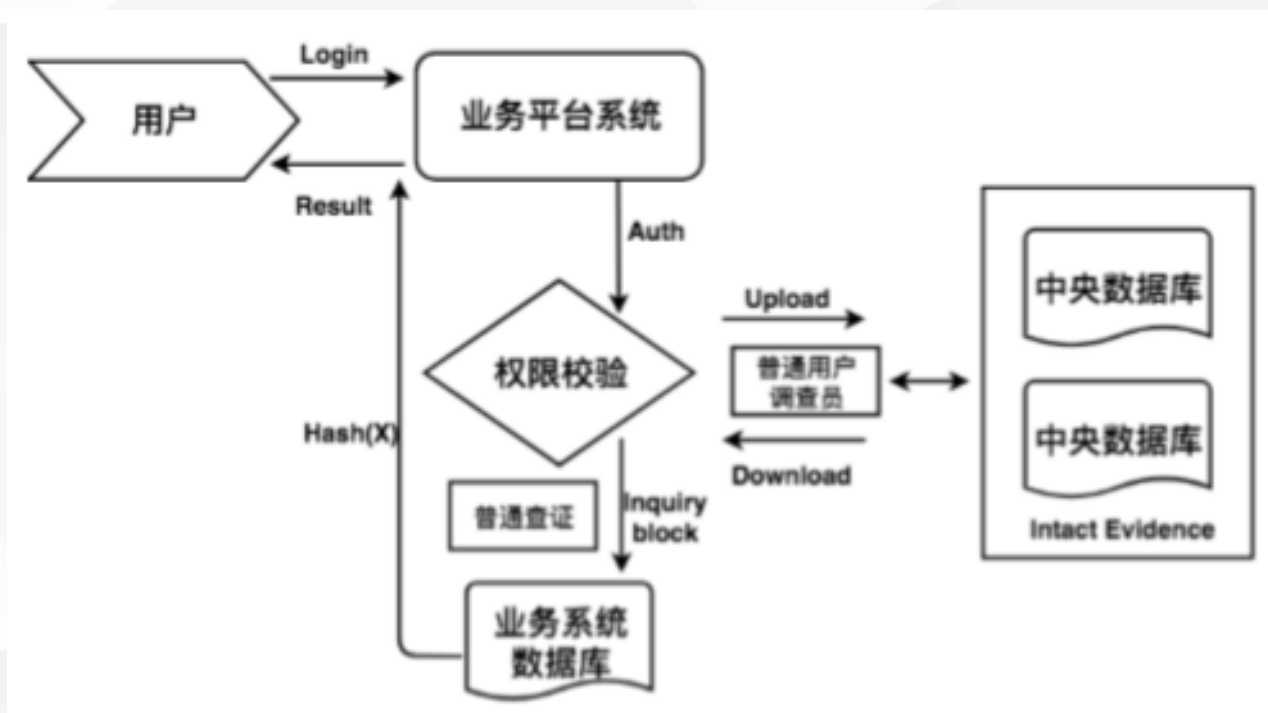 Login
用户
业务平台系统
Result
Auth
Upload
权限校验
普通用户
调查员
中央数据库
中央数据库
Hash(X)
Download
普通查证
Inquiry
block
Intact Evidence
业务系统
数据库